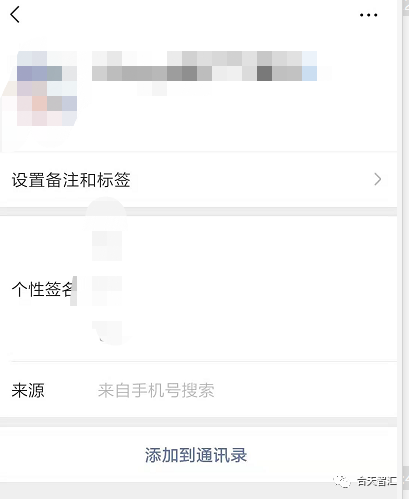 设置备注和标签
个性签名
来源 来自手机号搜索
添加到通讯录
合天智汇